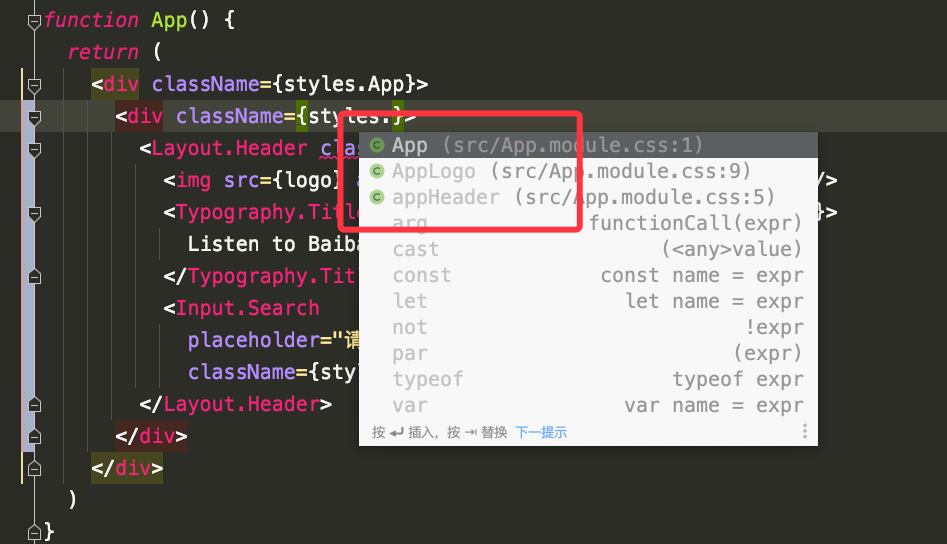 function App() {
return (
<div className={styles.App}>
<div className={styles.}>
<Layout.Header clas
App (src/App.module.css:1)
<img src={logo} a
AppLogo (src/App.module.css:9)
/>
appHeader (src/App.module.css:5)
<Typography.Title
}>
arg functionCall(expr)
Listen to Baiba
cast (<any>value)
</Typography.Titl
const const name = expr
<Input.Search
let let name = expr
not !expr
placeholder="请
par (expr)
className={sty
typeof typeof expr
</Layout.Header>
var var name = expr
按 ↵ 插入, 按 ⇥ 替换 下一提示
</div>
</div>
)
}